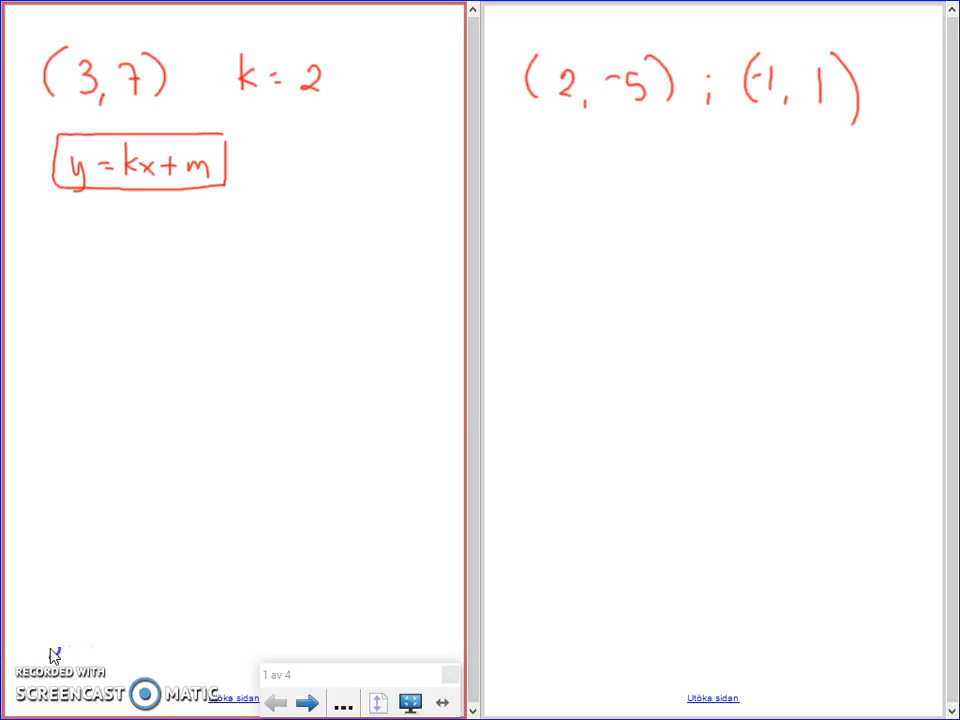 (3, 7) k = 2
y = kx + m
(2, -5) ; (-1, 1)
RECORDED WITH
SCREENCAST MATIC
Utöka sidan
1 av 4
...
Utöka sidan